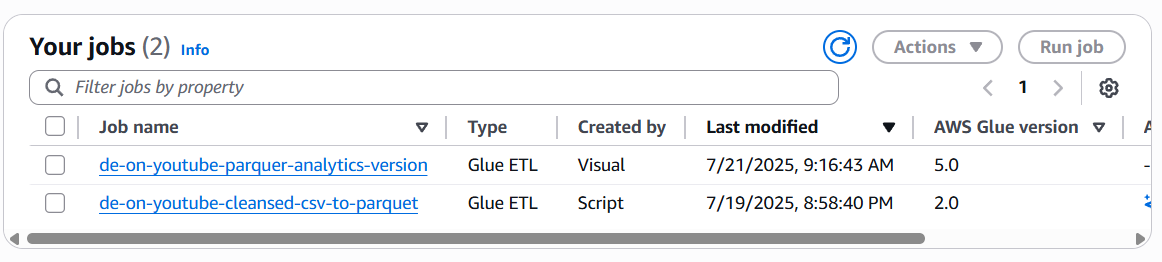 Your jobs (2) Info Actions Run job
Filter jobs by property 1
Job name Type Created by Last modified AWS Glue version
de-on-youtube-parquer-analytics-version Glue ETL Visual 7/21/2025, 9:16:43 AM 5.0 -
de-on-youtube-cleansed-csv-to-parquet Glue ETL Script 7/19/2025, 8:58:40 PM 2.0